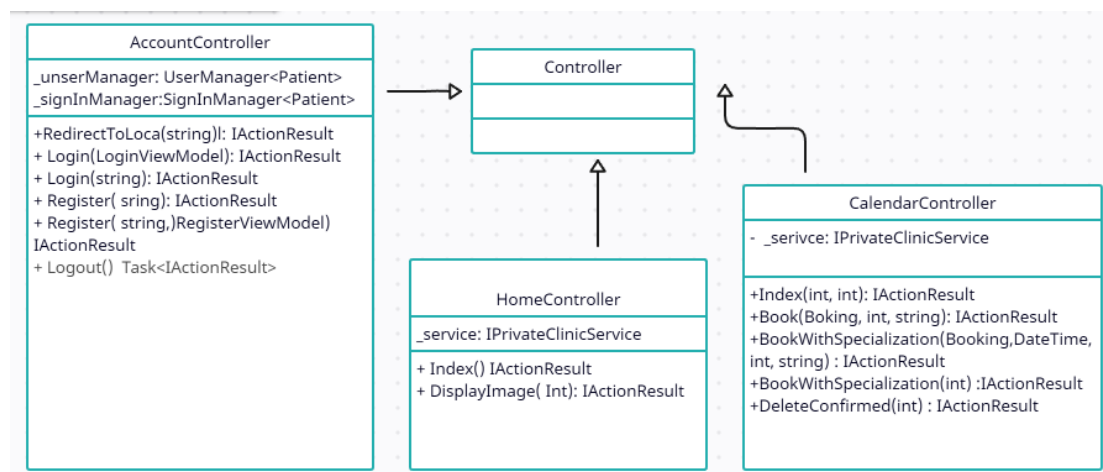 AccountController
_unserManager: UserManager<Patient>
_signInManager:SignInManager<Patient>
+RedirectToLoca(string)l: IActionResult
+ Login(LoginViewModel): IActionResult
+ Login(string): IActionResult
+ Register( sring): IActionResult
+ Register( string,)RegisterViewModel)
IActionResult
+ Logout()  Task<IActionResult>
Controller
HomeController
_service: IPrivateClinicService
+ Index() IActionResult
+ DisplayImage( Int): IActionResult
CalendarController
-  _serivce: IPrivateClinicService
+Index(int, int): IActionResult
+Book(Boking, int, string): IActionResult
+BookWithSpecialization(Booking,DateTime,
int, string) : IActionResult
+BookWithSpecialization(int) :IActionResult
+DeleteConfirmed(int) : IActionResult